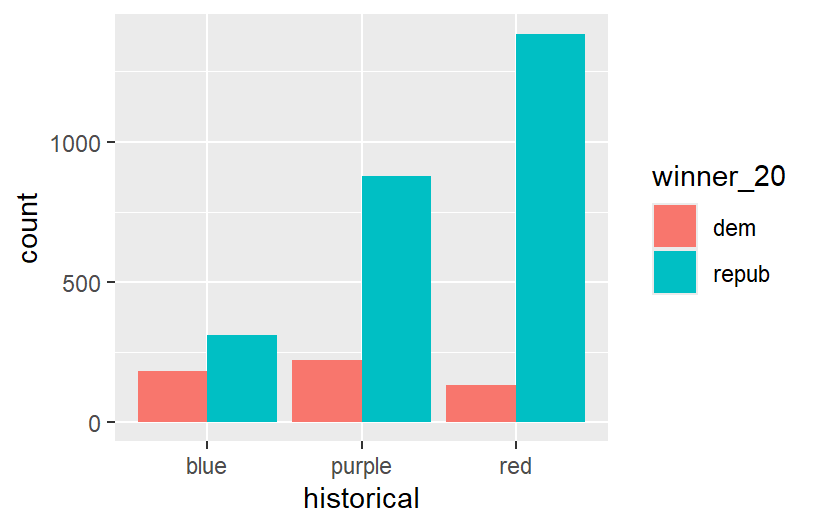 count
1000
500
0
blue purple red
historical
winner_20
dem
repub